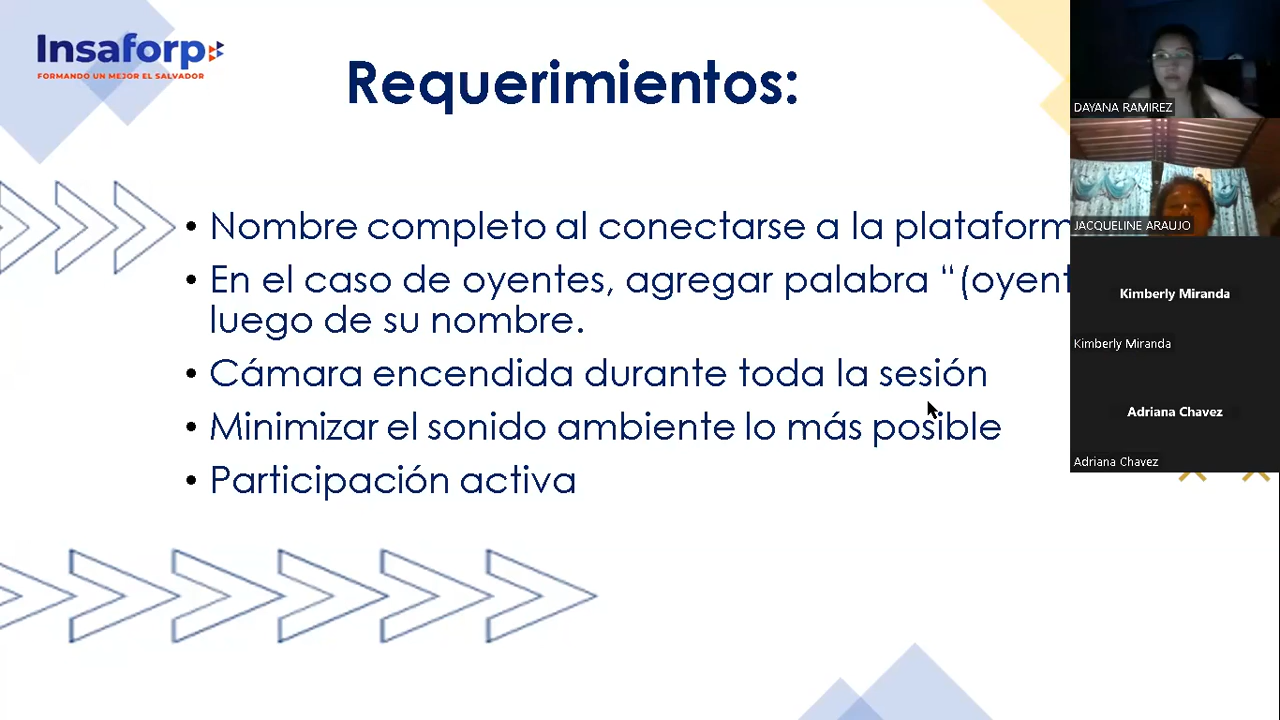 Insaforp
FORMANDO UN MEJOR EL SALVADOR
Requerimientos:
• Nombre completo al conectarse a la plataform
• En el caso de oyentes, agregar palabra “(oyent
luego de su nombre.
• Cámara encendida durante toda la sesión
• Minimizar el sonido ambiente lo más posible
• Participación activa
DAYANA RAMIREZ
JACQUELINE ARAUJO
Kimberly Miranda
Kimberly Miranda
Adriana Chavez
Adriana Chavez